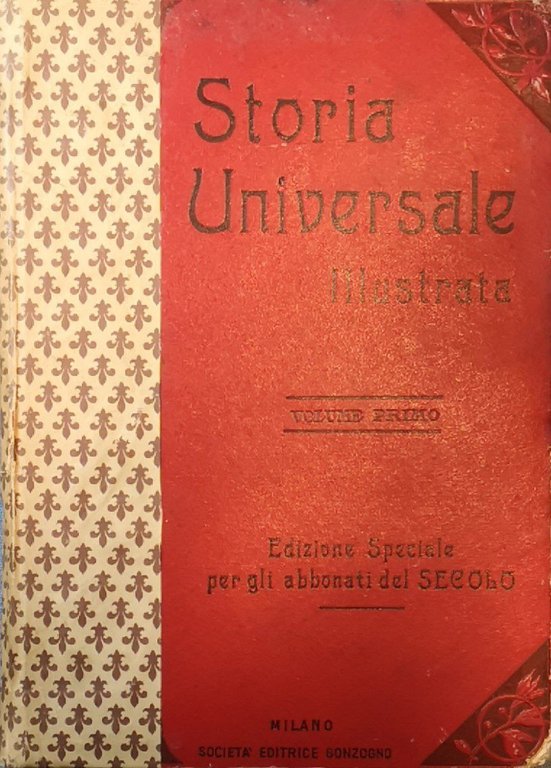 Storia
Universale
Illustrata
VOLUME PRIMO
Edizione Speciale
per gli abbonati del SECOLO
MILANO
SOCIETA' EDITRICE SONZOGNO